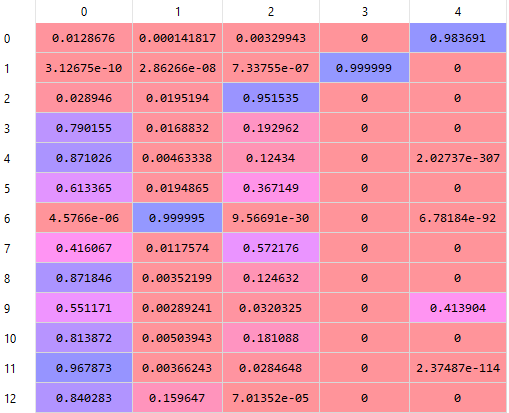 0 1 2 3 4
0 0.0128676 0.000141817 0.00329943 0 0.983691
1 3.12675e-10 2.86266e-08 7.33755e-07 0.999999 0
2 0.028946 0.0195194 0.951535 0 0
3 0.790155 0.0168832 0.192962 0 0
4 0.871026 0.00463338 0.12434 0 2.02737e-307
5 0.613365 0.0194865 0.367149 0 0
6 4.5766e-06 0.999995 9.56691e-30 0 6.78184e-92
7 0.416067 0.0117574 0.572176 0 0
8 0.871846 0.00352199 0.124632 0 0
9 0.551171 0.00289241 0.0320325 0 0.413904
10 0.813872 0.00503943 0.181088 0 0
11 0.967873 0.00366243 0.0284648 0 2.37487e-114
12 0.840283 0.159647 7.01352e-05 0 0